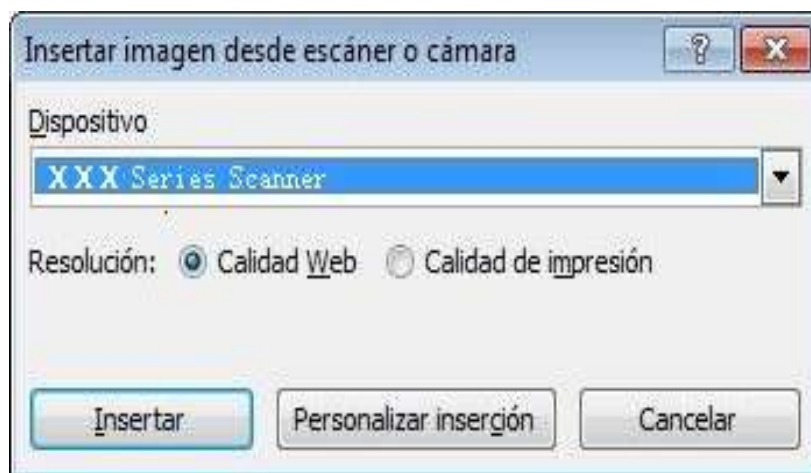 Insertar imagen desde escáner o cámara
Dispositivo
XXX Series Scanner
Resolución: Calidad Web Calidad de impresión
Insertar Personalizar inserción Cancelar